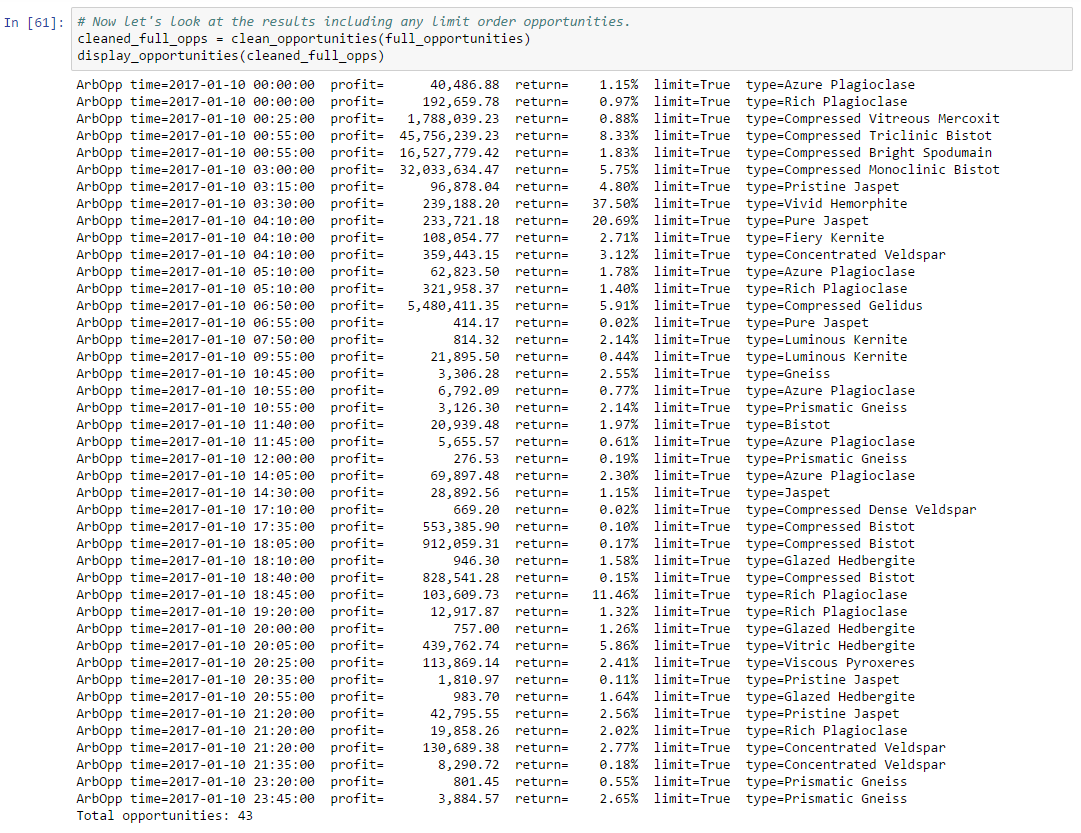 In [61]: # Now let's look at the results including any limit order opportunities.
cleaned_full_opps = clean_opportunities(full_opportunities)
display_opportunities(cleaned_full_opps)
ArbOpp time=2017-01-10 00:00:00 profit= 40,486.88 return= 1.15% limit=True type=Azure Plagioclase
ArbOpp time=2017-01-10 00:00:00 profit= 192,659.78 return= 0.97% limit=True type=Rich Plagioclase
ArbOpp time=2017-01-10 00:25:00 profit= 1,788,039.23 return= 0.88% limit=True type=Compressed Vitreous Mercoxit
ArbOpp time=2017-01-10 00:55:00 profit= 45,756,239.23 return= 8.33% limit=True type=Compressed Triclinic Bistot
ArbOpp time=2017-01-10 00:55:00 profit= 16,527,779.42 return= 1.83% limit=True type=Compressed Bright Spodumain
ArbOpp time=2017-01-10 03:00:00 profit= 32,033,634.47 return= 5.75% limit=True type=Compressed Monoclinic Bistot
ArbOpp time=2017-01-10 03:15:00 profit= 96,878.04 return= 4.80% limit=True type=Pristine Jaspet
ArbOpp time=2017-01-10 03:30:00 profit= 239,188.20 return= 37.50% limit=True type=Vivid Hemorphite
ArbOpp time=2017-01-10 04:10:00 profit= 233,721.18 return= 20.69% limit=True type=Pure Jaspet
ArbOpp time=2017-01-10 04:10:00 profit= 108,054.77 return= 2.71% limit=True type=Fiery Kernite
ArbOpp time=2017-01-10 04:10:00 profit= 359,443.15 return= 3.12% limit=True type=Concentrated Veldspar
ArbOpp time=2017-01-10 05:10:00 profit= 62,823.50 return= 1.78% limit=True type=Azure Plagioclase
ArbOpp time=2017-01-10 05:10:00 profit= 321,958.37 return= 1.40% limit=True type=Rich Plagioclase
ArbOpp time=2017-01-10 06:50:00 profit= 5,480,411.35 return= 5.91% limit=True type=Compressed Gelidus
ArbOpp time=2017-01-10 06:55:00 profit= 414.17 return= 0.02% limit=True type=Pure Jaspet
ArbOpp time=2017-01-10 07:50:00 profit= 814.32 return= 2.14% limit=True type=Luminous Kernite
ArbOpp time=2017-01-10 09:55:00 profit= 21,895.50 return= 0.44% limit=True type=Luminous Kernite
ArbOpp time=2017-01-10 10:45:00 profit= 3,306.28 return= 2.55% limit=True type=Gneiss
ArbOpp time=2017-01-10 10:55:00 profit= 6,792.09 return= 0.77% limit=True type=Azure Plagioclase
ArbOpp time=2017-01-10 10:55:00 profit= 3,126.30 return= 2.14% limit=True type=Prismatic Gneiss
ArbOpp time=2017-01-10 11:40:00 profit= 20,939.48 return= 1.97% limit=True type=Bistot
ArbOpp time=2017-01-10 11:45:00 profit= 5,655.57 return= 0.61% limit=True type=Azure Plagioclase
ArbOpp time=2017-01-10 12:00:00 profit= 276.53 return= 0.19% limit=True type=Prismatic Gneiss
ArbOpp time=2017-01-10 14:05:00 profit= 69,897.48 return= 2.30% limit=True type=Azure Plagioclase
ArbOpp time=2017-01-10 14:30:00 profit= 28,892.56 return= 1.15% limit=True type=Jaspet
ArbOpp time=2017-01-10 17:10:00 profit= 669.20 return= 0.02% limit=True type=Compressed Dense Veldspar
ArbOpp time=2017-01-10 17:35:00 profit= 553,385.90 return= 0.10% limit=True type=Compressed Bistot
ArbOpp time=2017-01-10 18:05:00 profit= 912,059.31 return= 0.17% limit=True type=Compressed Bistot
ArbOpp time=2017-01-10 18:10:00 profit= 946.30 return= 1.58% limit=True type=Glazed Hedbergite
ArbOpp time=2017-01-10 18:40:00 profit= 828,541.28 return= 0.15% limit=True type=Compressed Bistot
ArbOpp time=2017-01-10 18:45:00 profit= 103,609.73 return= 11.46% limit=True type=Rich Plagioclase
ArbOpp time=2017-01-10 19:20:00 profit= 12,917.87 return= 1.32% limit=True type=Rich Plagioclase
ArbOpp time=2017-01-10 20:00:00 profit= 757.00 return= 1.26% limit=True type=Glazed Hedbergite
ArbOpp time=2017-01-10 20:05:00 profit= 439,762.74 return= 5.86% limit=True type=Vitric Hedbergite
ArbOpp time=2017-01-10 20:25:00 profit= 113,869.14 return= 2.41% limit=True type=Viscous Pyroxeres
ArbOpp time=2017-01-10 20:35:00 profit= 1,810.97 return= 0.11% limit=True type=Pristine Jaspet
ArbOpp time=2017-01-10 20:55:00 profit= 983.70 return= 1.64% limit=True type=Glazed Hedbergite
ArbOpp time=2017-01-10 21:20:00 profit= 42,795.55 return= 2.56% limit=True type=Pristine Jaspet
ArbOpp time=2017-01-10 21:20:00 profit= 19,858.26 return= 2.02% limit=True type=Rich Plagioclase
ArbOpp time=2017-01-10 21:20:00 profit= 130,689.38 return= 2.77% limit=True type=Concentrated Veldspar
ArbOpp time=2017-01-10 21:35:00 profit= 8,290.72 return= 0.18% limit=True type=Concentrated Veldspar
ArbOpp time=2017-01-10 23:20:00 profit= 801.45 return= 0.55% limit=True type=Prismatic Gneiss
ArbOpp time=2017-01-10 23:45:00 profit= 3,884.57 return= 2.65% limit=True type=Prismatic Gneiss
Total opportunities: 43